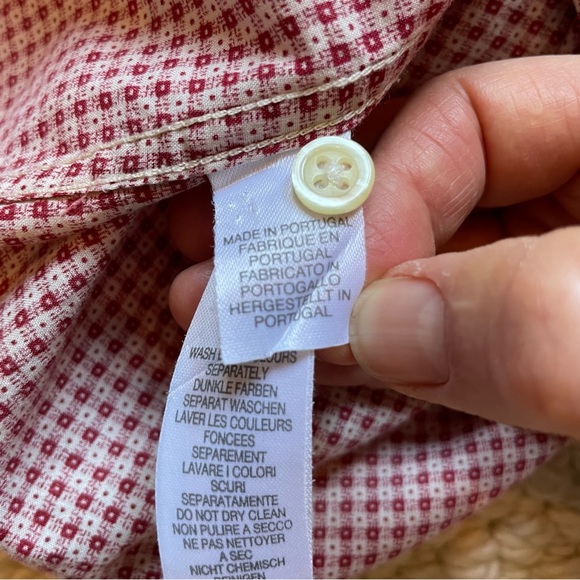 MADE IN PORTUGAL
FABRIQUE EN
PORTUGAL
FABRICATO IN
PORTOGALLO
HERGESTELLT IN
PORTUGAL
WASH
SEPARATELY
DUNKLE FARBEN
SEPARAT WASCHEN
LAVER LES COULEURS
FONCEES
SEPAREMENT
LAVARE I COLORI
SCURI
SEPARATAMENTE
DO NOT DRY CLEAN
NON PULIRE A SECCO
NE PAS NETTOYER
A SEC
NICHT CHEMISCH
REINIGEN